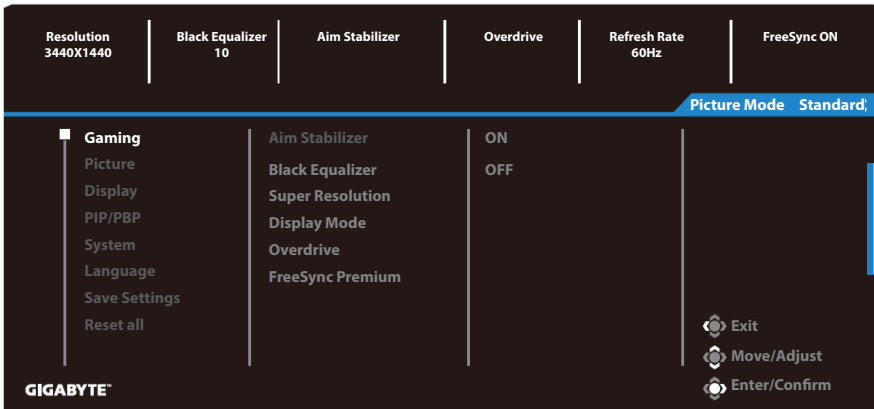 Resolution
3440X1440
Black Equalizer
10
Aim Stabilizer
Overdrive
Refresh Rate
60Hz
FreeSync ON
Picture Mode Standard
Gaming
Picture
Display
PIP/PBP
System
Language
Save Settings
Reset all
Aim Stabilizer
Black Equalizer
Super Resolution
Display Mode
Overdrive
FreeSync Premium
ON
OFF
Exit
Move/Adjust
Enter/Confirm
GIGABYTE™